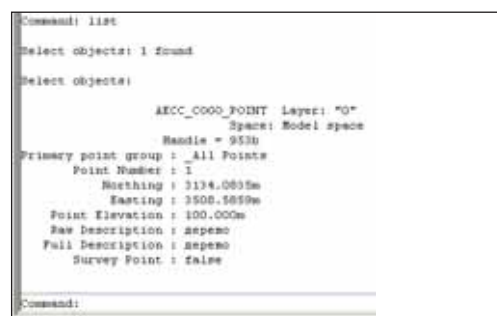 Command: list
Select objects: 1 found
Select objects:
AECC_COGO_POINT Layer: "0"
Space: Model space
Handle = 953b
Primary point group : _All Points
Point Number : 1
Northing : 3134.0835m
Easting : 3508.5859m
Point Elevation : 100.000m
Raw Description : дерево
Full Description : дерево
Survey Point : false
Command: